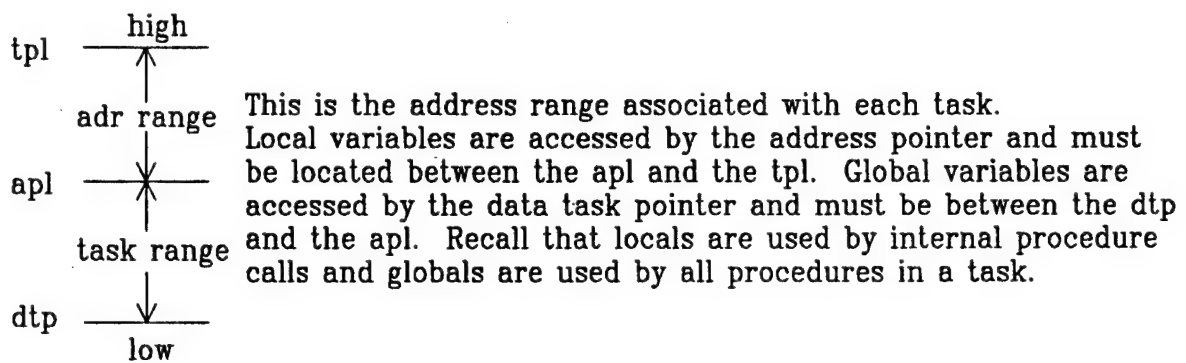 high
tpl
adr range
apl
task range
dtp
low
This is the address range associated with each task.
Local variables are accessed by the address pointer and must
be located between the apl and the tpl. Global variables are
accessed by the data task pointer and must be between the dtp
and the apl. Recall that locals are used by internal procedure
calls and globals are used by all procedures in a task.